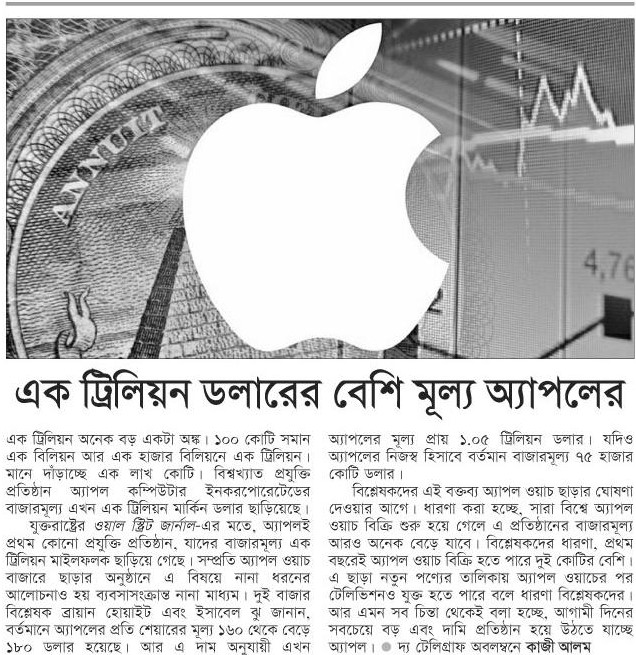 ANNUIT
4,76
2
এক ট্রিলিয়ন ডলারের বেশি মূল্য অ্যাপলের
এক ট্রিলিয়ন অনেক বড় একটা অঙ্ক। ১০০ কোটি সমান
এক বিলিয়ন আর এক হাজার বিলিয়নে এক ট্রিলিয়ন।
মানে দাঁড়াচ্ছে এক লাখ কোটি। বিশ্বখ্যাত প্রযুক্তি
প্রতিষ্ঠান অ্যাপল কম্পিউটার ইনকরপোরেটেডের
বাজারমূল্য এখন এক ট্রিলিয়ন মার্কিন ডলার ছাড়িয়েছে।
যুক্তরাষ্ট্রের ওয়াল স্ট্রিট জার্নাল-এর মতে, অ্যাপলই
প্রথম কোনো প্রযুক্তি প্রতিষ্ঠান, যাদের বাজারমূল্য এক
ট্রিলিয়ন মাইলফলক ছাড়িয়ে গেছে। সম্প্রতি অ্যাপল ওয়াচ
বাজারে ছাড়ার অনুষ্ঠানে এ বিষয়ে নানা ধরনের
আলোচনাও হয় ব্যবসাসংক্রান্ত নানা মাধ্যম। দুই বাজার
বিশ্লেষক ব্রায়ান হোয়াইট এবং ইসাবেল ঝু জানান,
বর্তমানে অ্যাপলের প্রতি শেয়ারের মূল্য ১৬০ থেকে বেড়ে
১৮০ ডলার হয়েছে। আর এ দাম অনুযায়ী এখন
অ্যাপলের মূল্য প্রায় ১.০৫ ট্রিলিয়ন ডলার। যদিও
অ্যাপলের নিজস্ব হিসাবে বর্তমান বাজারমূল্য ৭৫ হাজার
কোটি ডলার।
বিশ্লেষকদের এই বক্তব্য অ্যাপল ওয়াচ ছাড়ার ঘোষণা
দেওয়ার আগে। ধারণা করা হচ্ছে, সারা বিশ্বে অ্যাপল
ওয়াচ বিক্রি শুরু হয়ে গেলে এ প্রতিষ্ঠানের বাজারমূল্য
আরও অনেক বেড়ে যাবে। বিশ্লেষকদের ধারণা, প্রথম
বছরেই অ্যাপল ওয়াচ বিক্রি হতে পারে দুই কোটির বেশি।
এ ছাড়া নতুন পণ্যের তালিকায় অ্যাপল ওয়াচের পর
টেলিভিশনও যুক্ত হতে পারে বলে ধারণা বিশ্লেষকদের।
আর এমন সব চিন্তা থেকেই বলা হচ্ছে, আগামী দিনের
সবচেয়ে বড় এবং দামি প্রতিষ্ঠান হয়ে উঠতে যাচ্ছে
অ্যাপল। ● দ্য টেলিগ্রাফ অবলম্বনে কাজী আলম